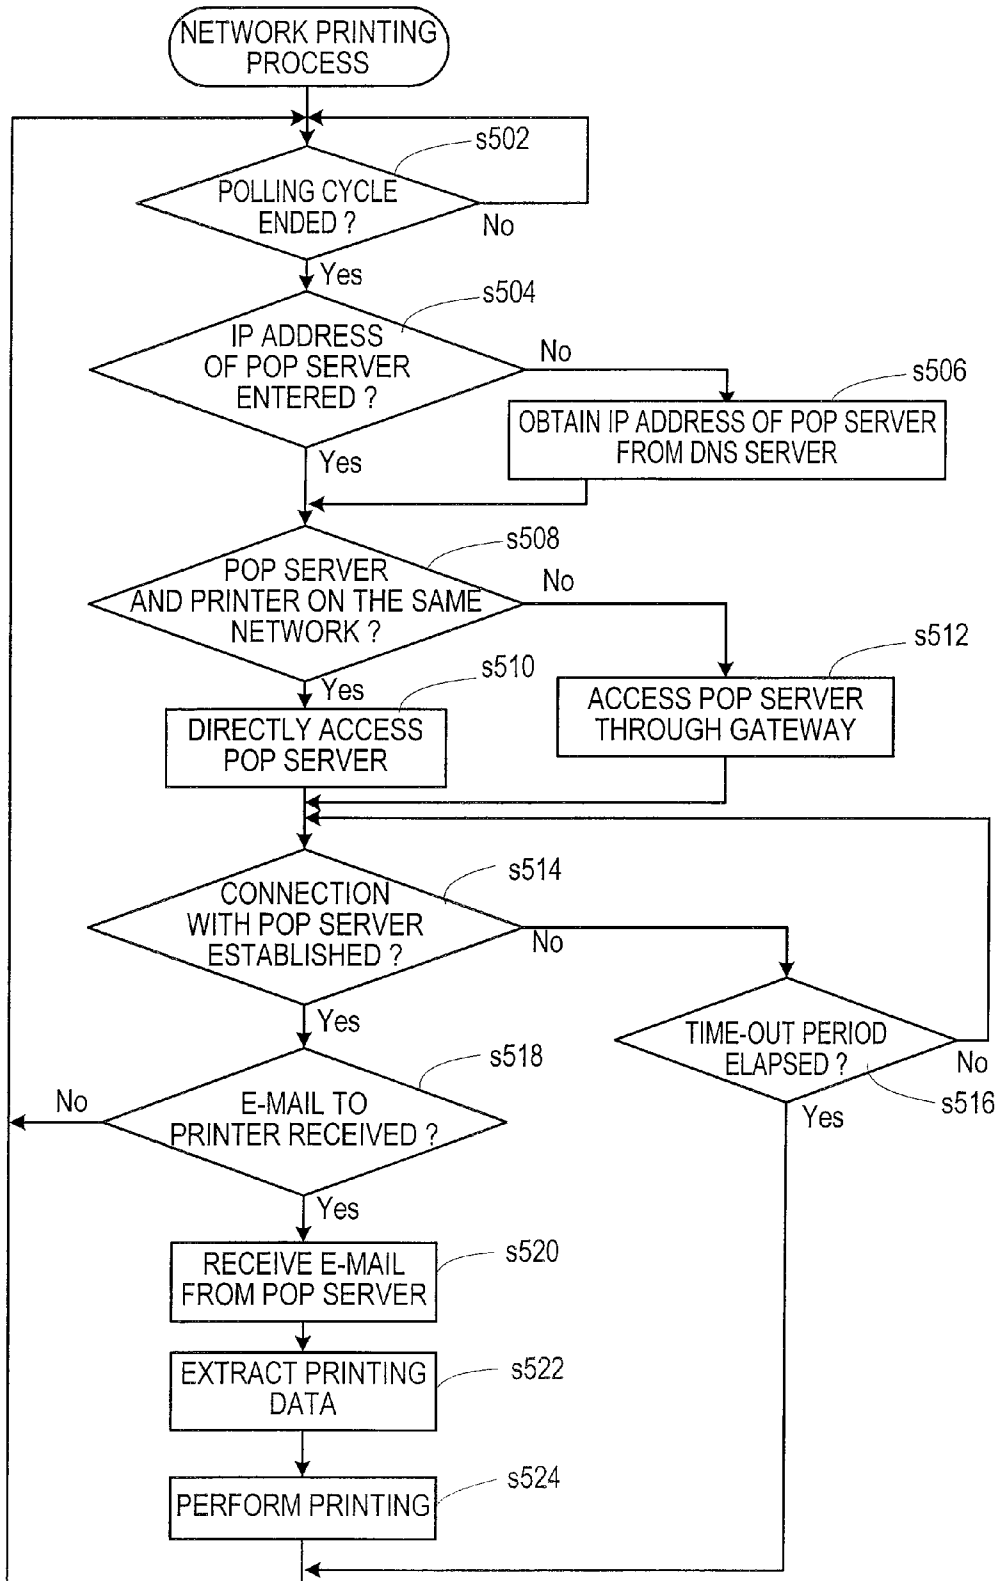 NETWORK PRINTING
PROCESS
s502
POLLING CYCLE
ENDED ?
No
Yes
s504
IP ADDRESS
OF POP SERVER
ENTERED ?
No
s506
OBTAIN IP ADDRESS OF POP SERVER
FROM DNS SERVER
Yes
s508
POP SERVER
AND PRINTER ON THE SAME
NETWORK ?
No
s512
ACCESS POP SERVER
THROUGH GATEWAY
Yes
s510
DIRECTLY ACCESS
POP SERVER
s514
CONNECTION
WITH POP SERVER
ESTABLISHED ?
No
Yes
TIME-OUT PERIOD
ELAPSED ?
No
s516
Yes
s518
E-MAIL TO
PRINTER RECEIVED ?
No
Yes
s520
RECEIVE E-MAIL
FROM POP SERVER
s522
EXTRACT PRINTING
DATA
s524
PERFORM PRINTING